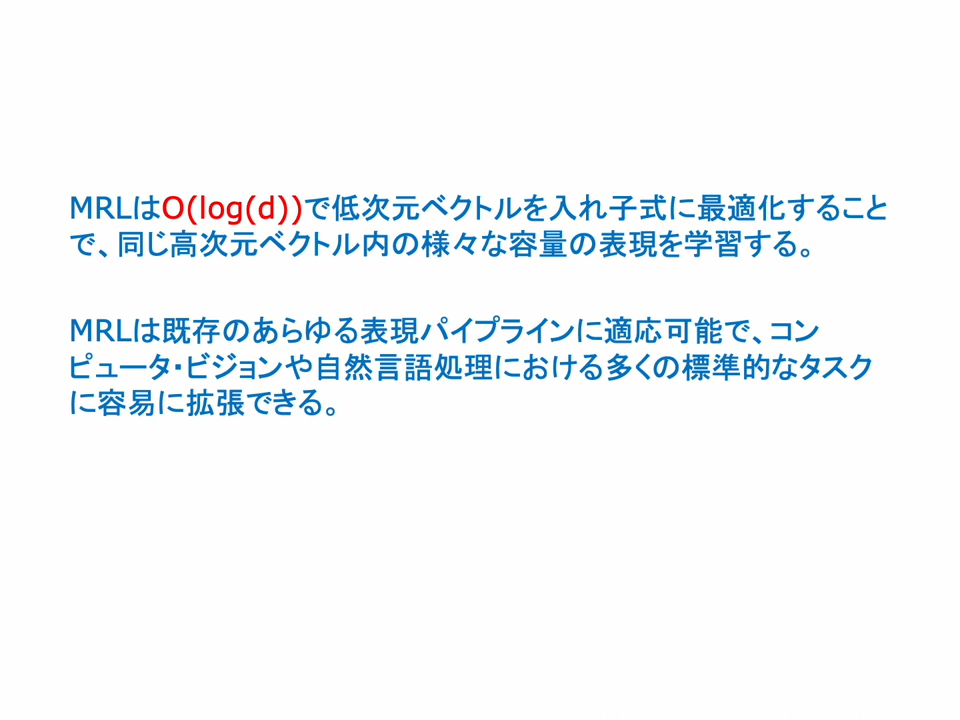 MRLはO(log(d))で低次元ベクトルを入れ子式に最適化すること
で、同じ高次元ベクトル内の様々な容量の表現を学習する。
MRLは既存のあらゆる表現パイプラインに適応可能で、コン
ピュータ・ビジョンや自然言語処理における多くの標準的なタスク
に容易に拡張できる。